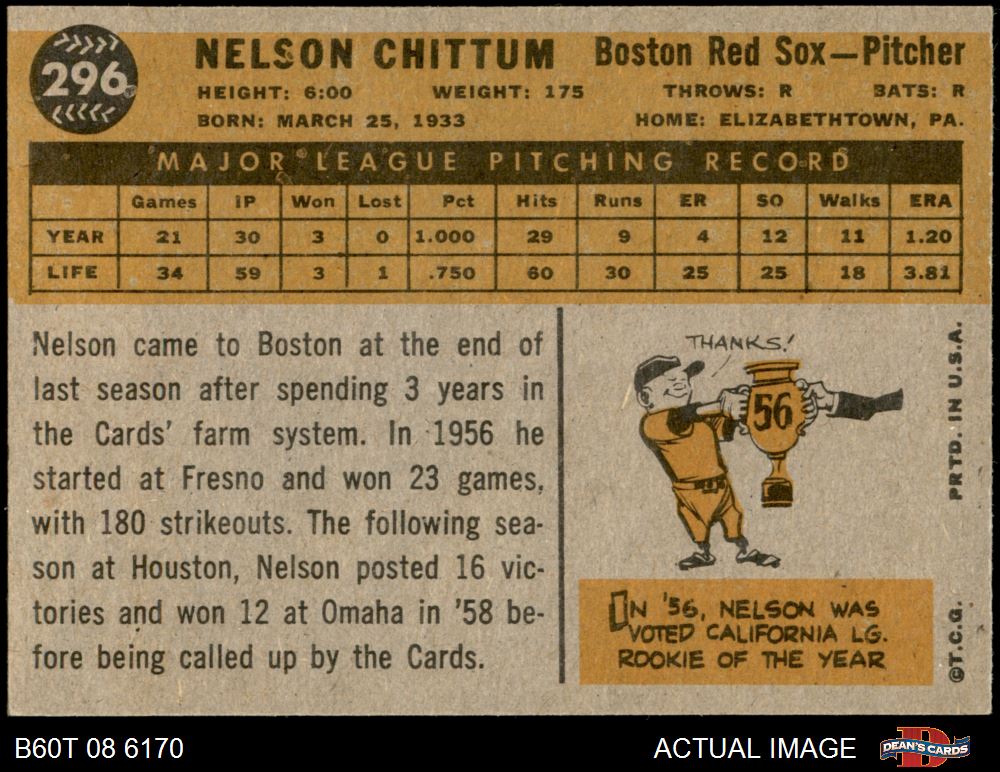 296
NELSON CHITTUM Boston Red Sox—Pitcher
HEIGHT: 6:00 WEIGHT: 175 THROWS: R BATS: R
BORN: MARCH 25, 1933 HOME: ELIZABETHTOWN, PA.
MAJOR LEAGUE PITCHING RECORD
Games IP Won Lost Pct Hits Runs ER SO Walks ERA
YEAR 21 30 3 0 1.000 29 9 4 12 11 1.20
LIFE 34 59 3 1 .750 60 30 25 25 18 3.81
Nelson came to Boston at the end of
last season after spending 3 years in
the Cards' farm system. In 1956 he
started at Fresno and won 23 games,
with 180 strikeouts. The following sea-
son at Houston, Nelson posted 16 vic-
tories and won 12 at Omaha in '58 be-
fore being called up by the Cards.
THANKS!
56
IN '56, NELSON WAS
VOTED CALIFORNIA LG.
ROOKIE OF THE YEAR
©T.C.G. PRTD. IN U.S.A.
B60T 08 6170 ACTUAL IMAGE
D
DEAN'S CARDS